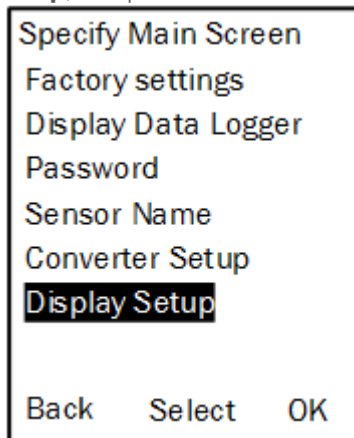 Specify Main Screen
Factory settings
Display Data Logger
Password
Sensor Name
Converter Setup
Display Setup
Back Select OK